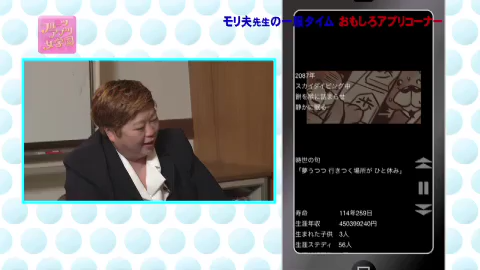 モリ夫先生の一服タイム おもしろアプリコーナー
2087年
スカイダイビング中
餅を喉に詰まらせ
静かに眠る
時世の句
「夢うつつ 行きつく場所が ひと休み」
寿命 114年259日
生涯年収 450399240円
生まれた子供 3人
生涯ステディ 56人